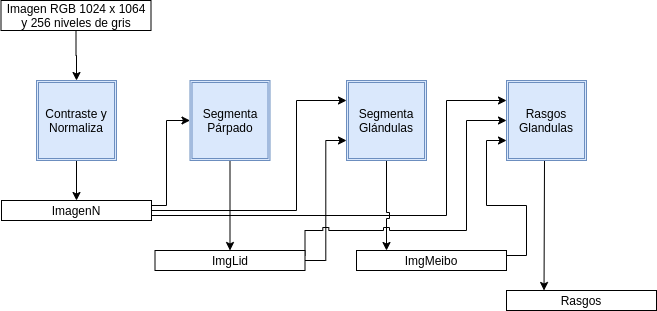 Imagen RGB 1024 x 1064
y 256 niveles de gris
Contraste y
Normaliza
Segmenta
Párpado
Segmenta
Glándulas
Rasgos
Glandulas
ImagenN
ImgLid
ImgMeibo
Rasgos